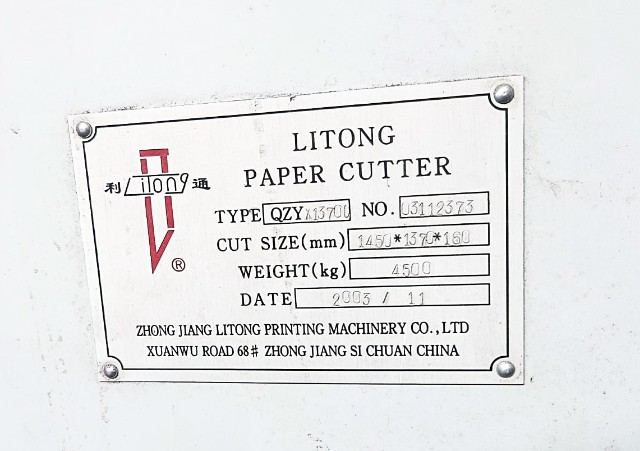 LITONG
PAPER CUTTER
利 Litong 通
®
TYPE QZYX1370D NO. 03112373
CUT SIZE(mm) 1450*1370*160
WEIGHT(kg) 4500
DATE 2003 / 11
ZHONG JIANG LITONG PRINTING MACHINERY CO., LTD
XUANWU ROAD 68# ZHONG JIANG SI CHUAN CHINA